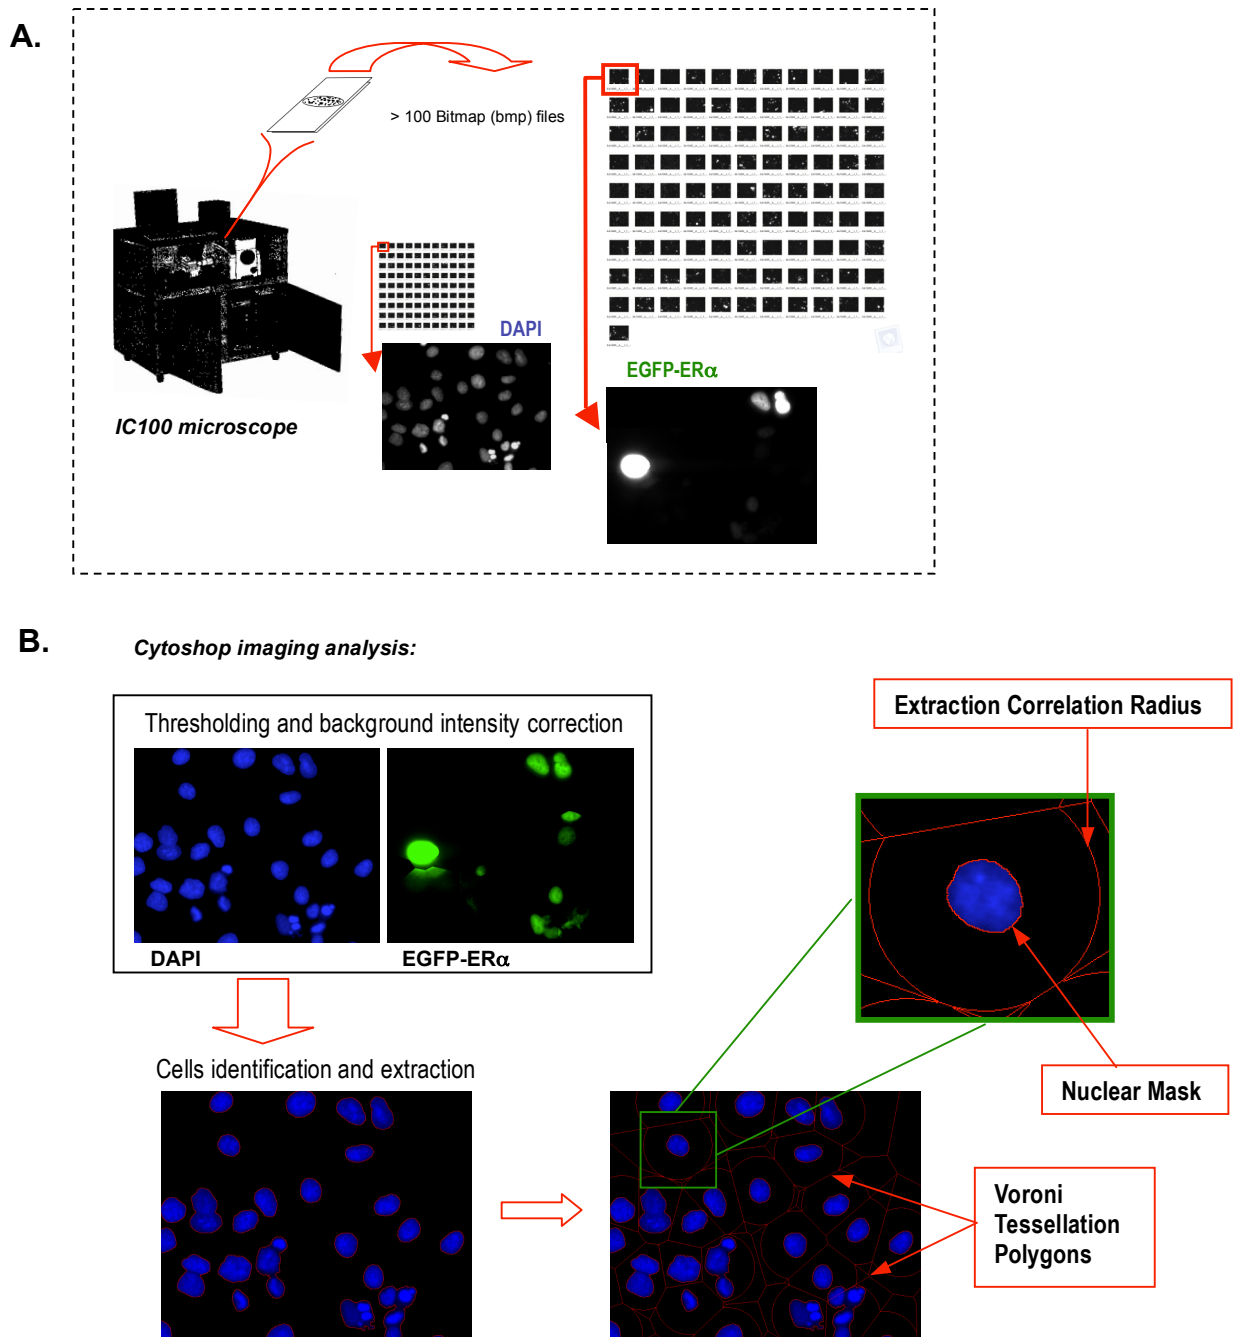 A.
> 100 Bitmap (bmp) files
DAPI
EGFP-ERα
IC100 microscope
B.
Cytoshop imaging analysis:
Thresholding and background intensity correction
DAPI
EGFP-ERα
Extraction Correlation Radius
Nuclear Mask
Cells identification and extraction
Voroni
Tessellation
Polygons